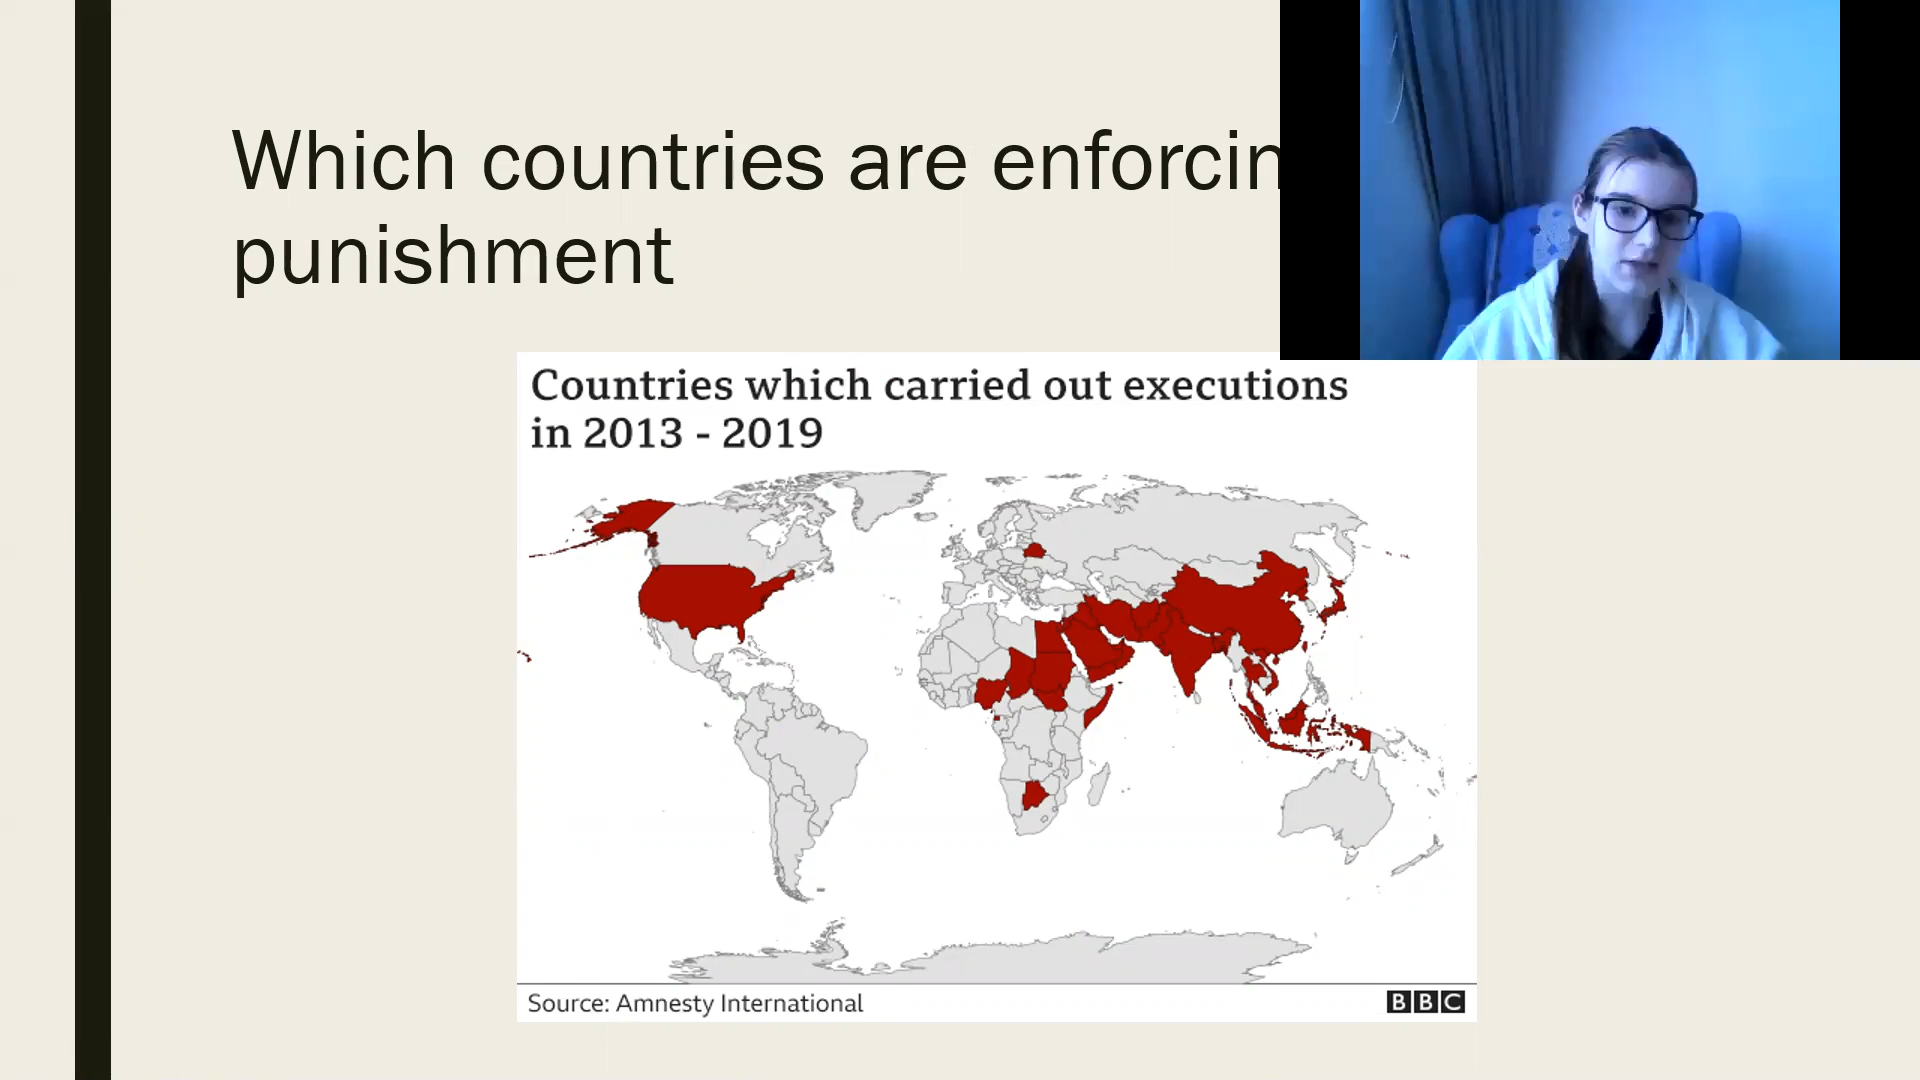 Which countries are enforcin
punishment
Countries which carried out executions
in 2013 - 2019
Source: Amnesty International
BBC